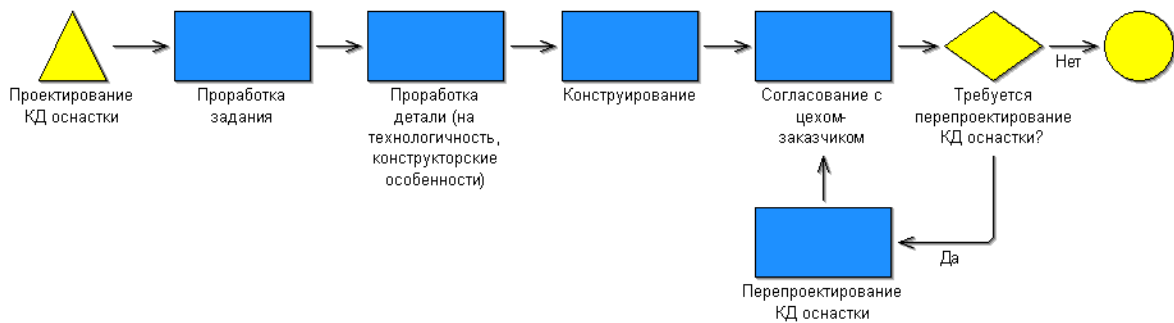 Проектирование
КД оснастки
Проработка
задания
Проработка
детали (на
технологичность,
конструкторские
особенности)
Конструирование
Согласование с
цехом-
заказчиком
Требуется
перепроектирование
КД оснастки?
Нет
Да
Перепроектирование
КД оснастки